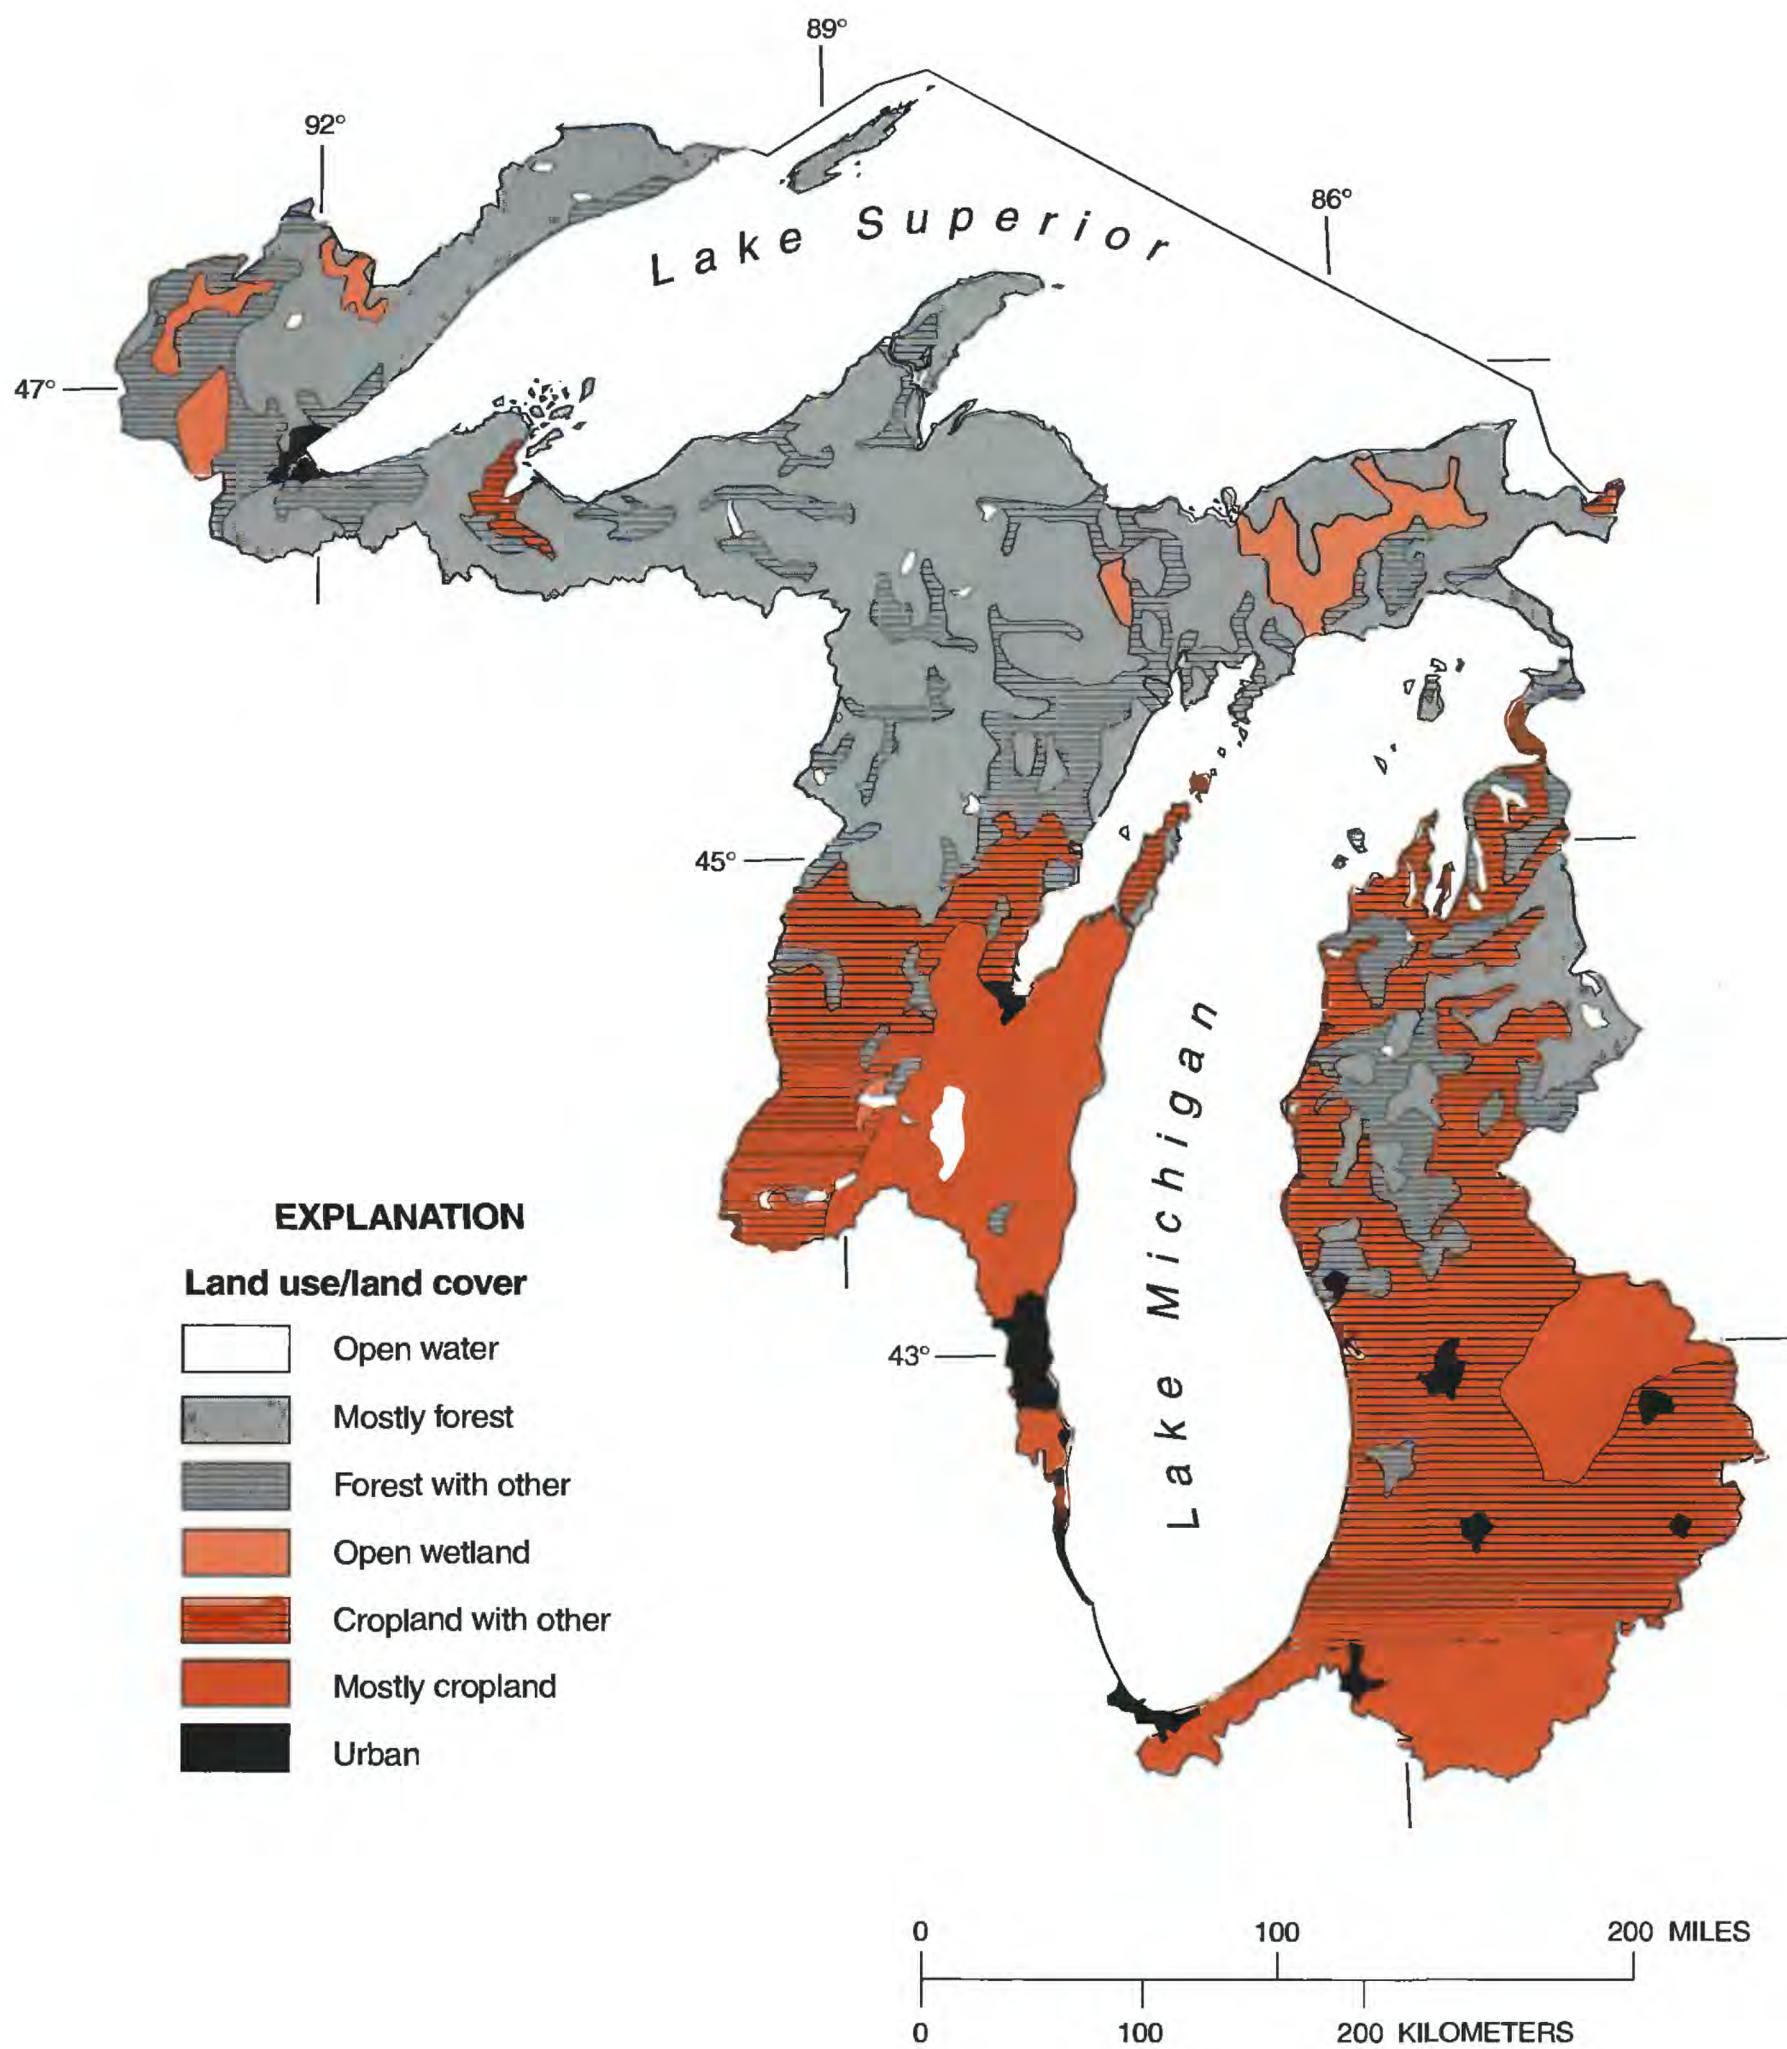 89°
92°
86°
Lake Superior
47°
45°
Lake Michigan
43°
EXPLANATION
Land use/land cover
Open water
Mostly forest
Forest with other
Open wetland
Cropland with other
Mostly cropland
Urban
0 100 200 MILES
0 100 200 KILOMETERS